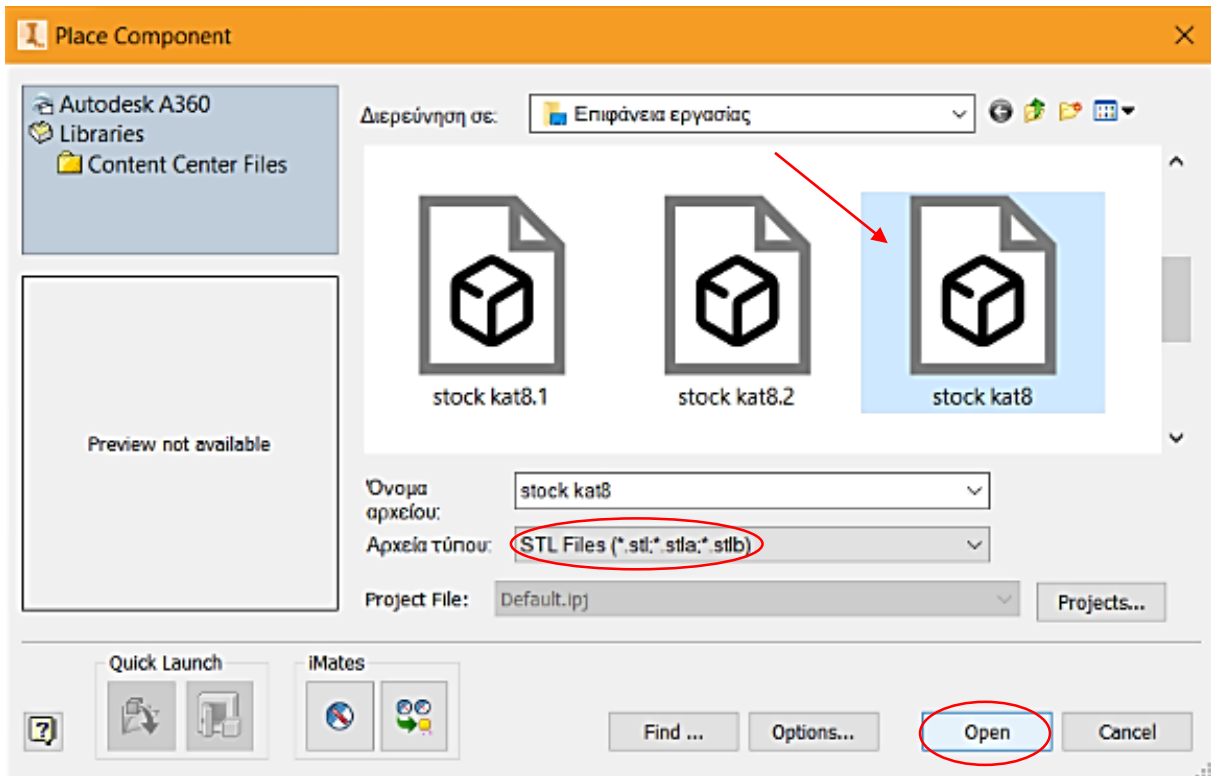 Place Component
Autodesk A360
Libraries
Content Center Files
Διερεύνηση σε:
Επιφάνεια εργασίας
stock kat8.1
stock kat8.2
stock kat8
Preview not available
Όνομα
αρχείου:
stock kat8
Αρχεία τύπου:
STL Files (*.stl;*.stla;*.stlb)
Project File:
Default.ipj
Projects...
Quick Launch
iMates
Find ...
Options...
Open
Cancel